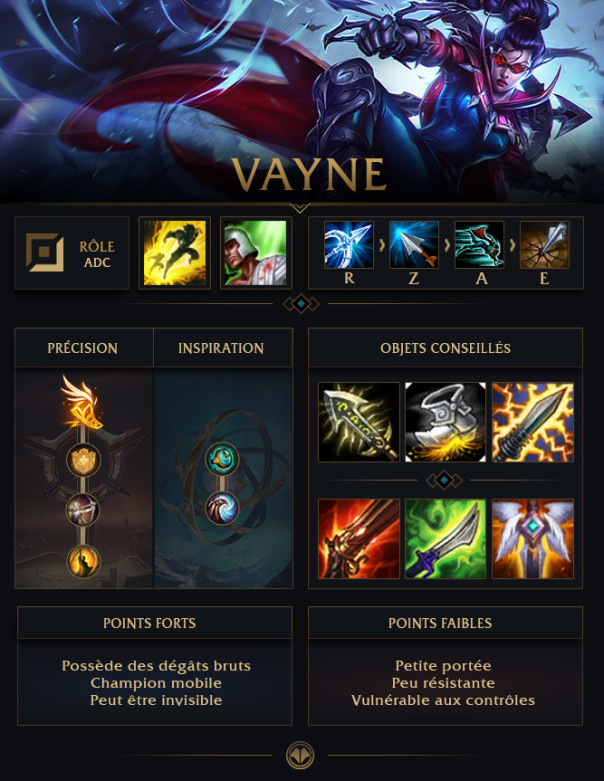 VAYNE
RÔLE
ADC
R
Z
A
E
PRÉCISION
INSPIRATION
OBJETS CONSEILLÉS
POINTS FORTS
Possède des dégâts bruts
Champion mobile
Peut être invisible
POINTS FAIBLES
Petite portée
Peu résistante
Vulnérable aux contrôles